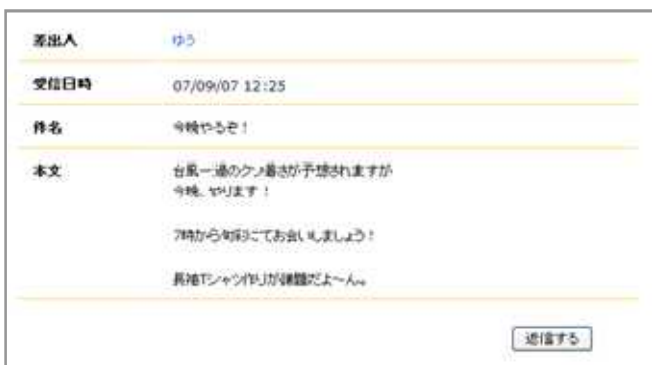 差出人 ゆう
受信日時 07/09/07 12:25
件名 今晩やるぞ！
本文 台風一過のクソ暑さが予想されますが
今晩、やります！
7時から旬彩にてお会いしましょう！
長袖Tシャツ作りが課題だよ～ん。
返信する